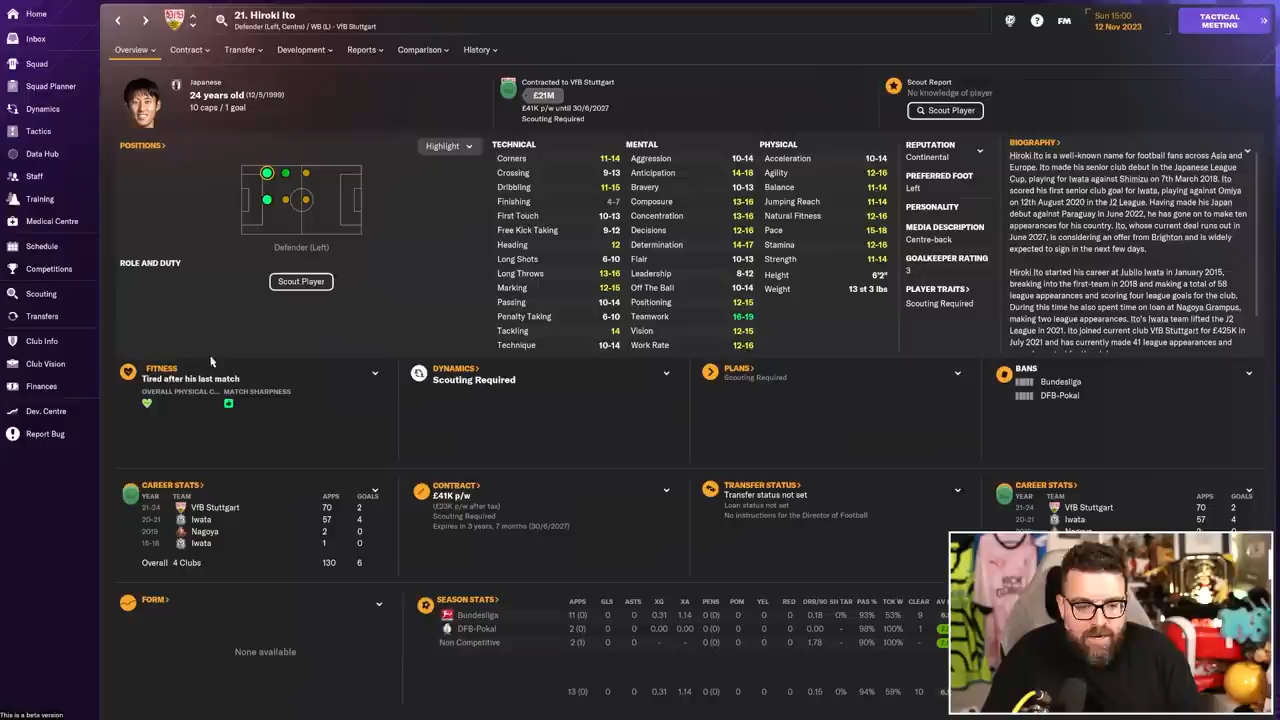 Home
Inbox
Squad
Squad Planner
Dynamics
Tactics
Data Hub
Staff
Training
Medical Centre
Schedule
Competitions
Scouting
Transfers
Club Info
Club Vision
Finances
Dev. Centre
Report Bug
This is a beta version
21. Hiroki Ito
Defender (Left, Centre) / WB (L) - VfB Stuttgart
FM
Sun 15:00
12 Nov 2023
TACTICAL MEETING
Overview
Contract
Transfer
Development
Reports
Comparison
History
Japanese
24 years old (12/5/1999)
10 caps / 1 goal
Contracted to VfB Stuttgart
£21M
£41K p/w until 30/6/2027
Scouting Required
Scout Report
No knowledge of player
Scout Player
POSITIONS
Highlight
Defender (Left)
ROLE AND DUTY
Scout Player
TECHNICAL
Corners 11-14
Crossing 9-13
Dribbling 11-15
Finishing 4-7
First Touch 10-13
Free Kick Taking 9-12
Heading 12
Long Shots 6-10
Long Throws 13-16
Marking 12-15
Passing 10-14
Penalty Taking 6-10
Tackling 14
Technique 10-14
MENTAL
Aggression 10-14
Anticipation 14-18
Bravery 10-13
Composure 13-16
Concentration 13-16
Decisions 12-16
Determination 14-17
Flair 10-13
Leadership 8-12
Off The Ball 10-14
Positioning 12-15
Teamwork 16-19
Vision 12-15
Work Rate 12-16
PHYSICAL
Acceleration 10-14
Agility 12-16
Balance 11-14
Jumping Reach 11-14
Natural Fitness 12-16
Pace 15-18
Stamina 12-16
Strength 11-14
Height 6'2"
Weight 13 st 3 lbs
REPUTATION
Continental
PREFERRED FOOT
Left
PERSONALITY
MEDIA DESCRIPTION
Centre-back
GOALKEEPER RATING
3
PLAYER TRAITS
Scouting Required
BIOGRAPHY
Hiroki Ito is a well-known name for football fans across Asia and
Europe. Ito made his senior club debut in the Japanese League
Cup, playing for Iwata against Shimizu on 7th March 2018. Ito
scored his first senior club goal for Iwata, playing against Omiya
on 12th August 2020 in the J2 League. Having made his Japan
debut against Paraguay in June 2022, he has gone on to make ten
appearances for his country. Ito, whose current deal runs out in
June 2027, is considering an offer from Brighton and is widely
expected to sign in the next few days.
Hiroki Ito started his career at Jubilo Iwata in January 2015,
breaking into the first-team in 2018 and making a total of 58
league appearances and scoring four league goals for the club.
During this time he also spent time on loan at Nagoya Grampus,
making two league appearances. Ito's Iwata team lifted the J2
League in 2021. Ito joined current club VfB Stuttgart for £425K in
July 2021 and has currently made 41 league appearances and
FITNESS
Tired after his last match
OVERALL PHYSICAL C... MATCH SHARPNESS
DYNAMICS
Scouting Required
PLANS
Scouting Required
BANS
Bundesliga
DFB-Pokal
CAREER STATS
YEAR TEAM APPS GOALS
21-24 VfB Stuttgart 70 2
20-21 Iwata 57 4
2019 Nagoya 2 0
15-18 Iwata 1 0
Overall 4 Clubs 130 6
CONTRACT
£41K p/w
(£23K p/w after tax)
Scouting Required
Expires in 3 years, 7 months (30/6/2027)
TRANSFER STATUS
Transfer status not set
Loan status not set
No instructions for the Director of Football
CAREER STATS
YEAR TEAM APPS GOALS
21-24 VfB Stuttgart 70 2
20-21 Iwata 57 4
FORM
None available
SEASON STATS
APPS GLS ASTS XG XA PENS POM YEL RED DRB/90 SH TAR PAS % TCK W CLEAR
Bundesliga 11 (0) 0 0 0.31 1.14 0 (0) 0 0 0 0.18 0% 93% 53% 9
DFB-Pokal 2 (0) 0 0 0.00 0.00 0 (0) 0 0 0 0.00 - 98% 100% 1
Non Competitive 2 (1) 0 0 - - 0 (0) 0 0 0 1.78 - 90% 100% -
13 (0) 0 0 0.31 1.14 0 (0) 0 0 0 0.15 0% 94% 59% 10